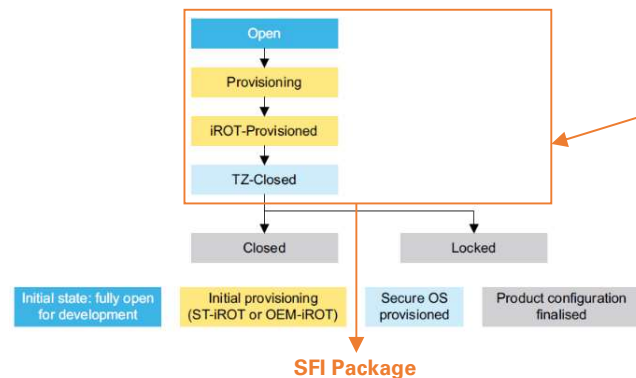 Open
Provisioning
iROT-Provisioned
TZ-Closed
Closed
Locked
Initial state: fully open
for development
Initial provisioning
(ST-iROT or OEM-iROT)
Secure OS
provisioned
Product configuration
finalised
SFI Package